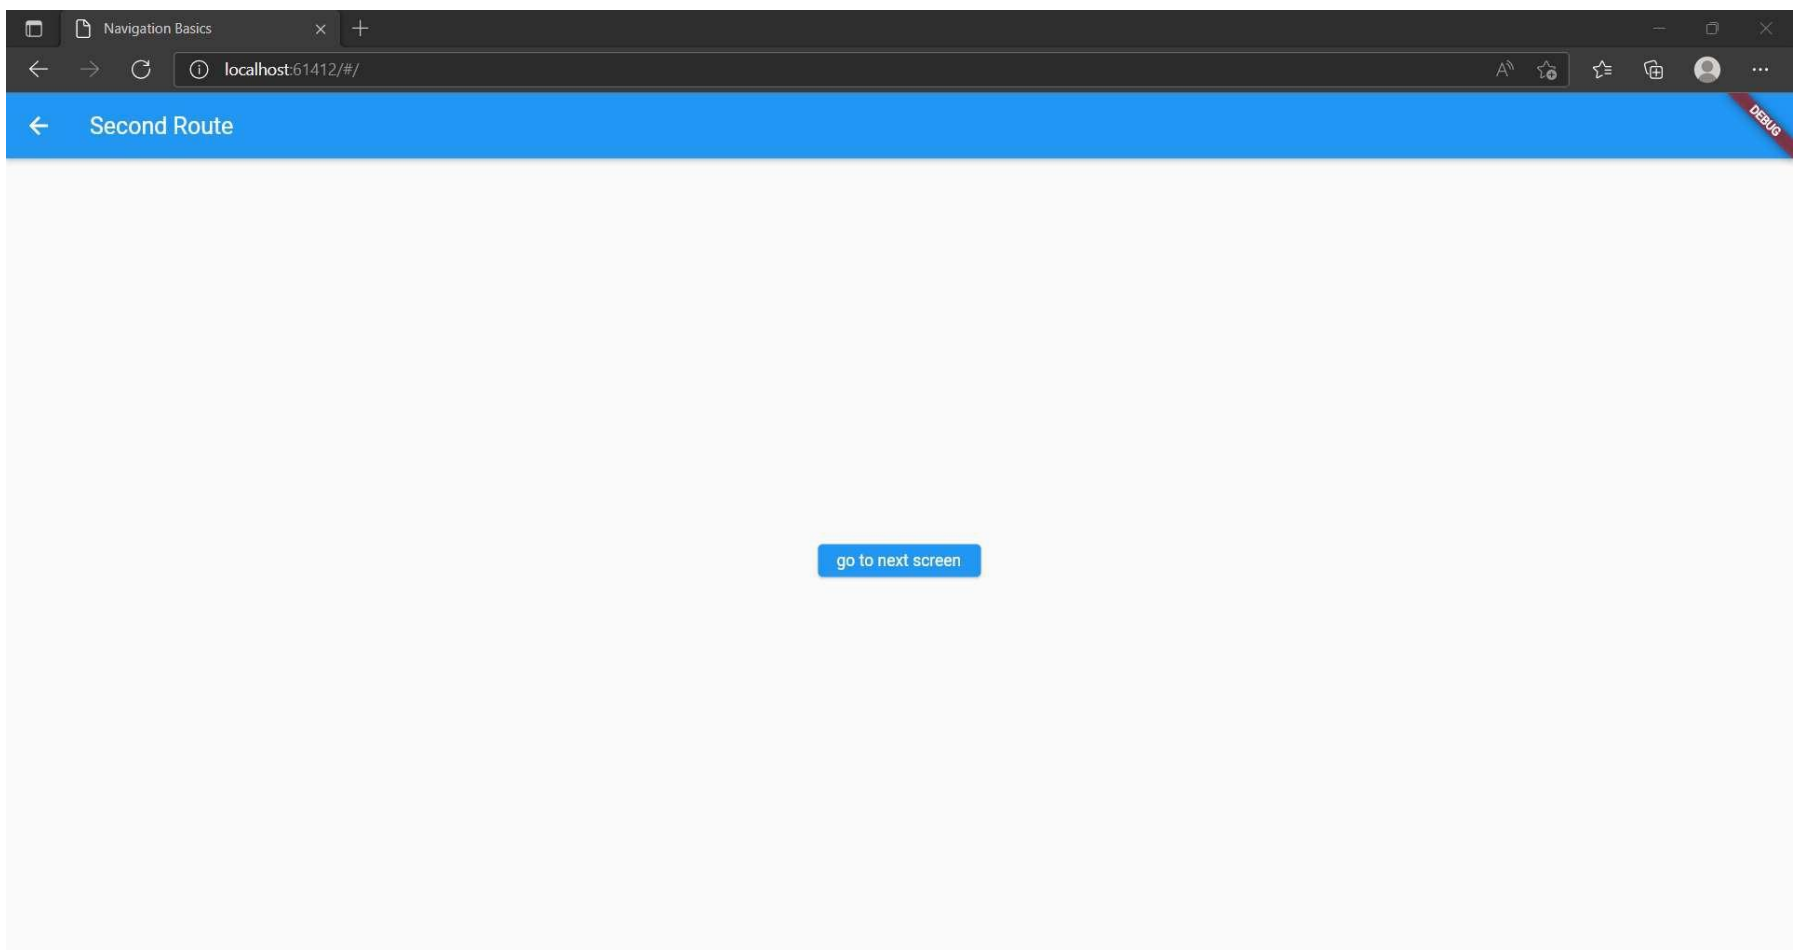 Navigation Basics
localhost:61412/#/
Second Route
DEBUG
go to next screen